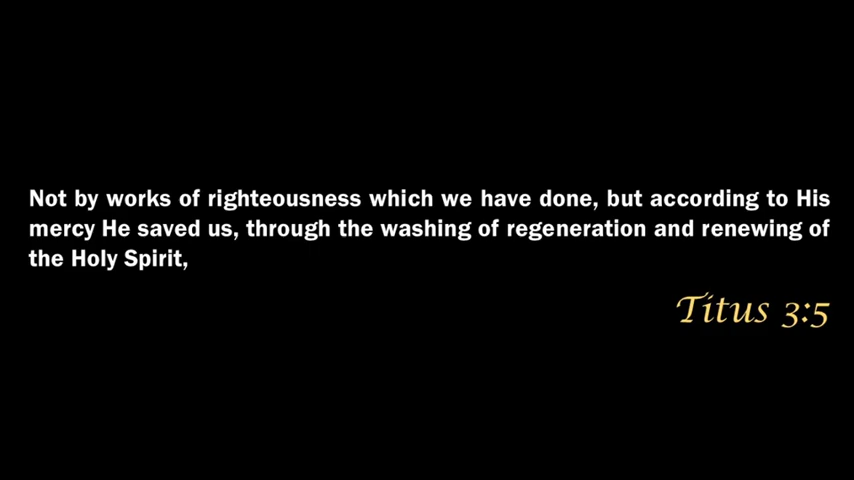 Not by works of righteousness which we have done, but according to His
mercy He saved us, through the washing of regeneration and renewing of
the Holy Spirit,
Titus 3:5